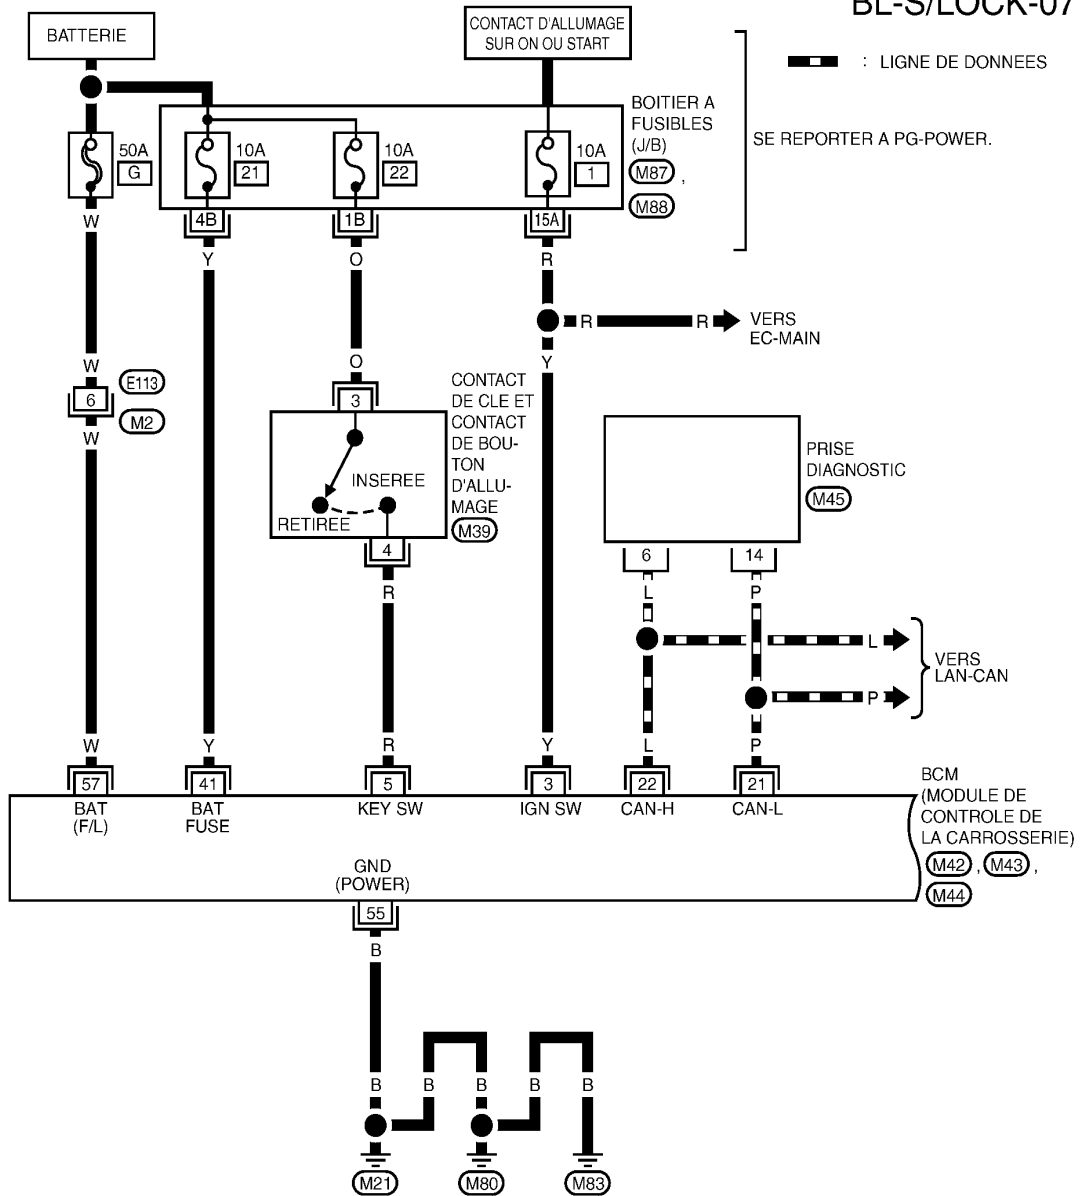 BL-S/LOCK-07
BATTERIE
CONTACT D'ALLUMAGE
SUR ON OU START
: LIGNE DE DONNEES
BOITIER A
FUSIBLES
(J/B)
M87 ,
M88
SE REPORTER A PG-POWER.
50A
G
10A
21
10A
22
10A
1
4B
1B
15A
W
Y
O
R
R
R
VERS
EC-MAIN
Y
W
O
6
E113
M2
W
3
CONTACT
DE CLE ET
CONTACT
DE BOU-
TON
D'ALLU-
MAGE
M39
INSEREE
RETIREE
4
R
PRISE
DIAGNOSTIC
M45
6
14
L
P
L
P
VERS
LAN-CAN
W
Y
R
Y
L
P
57
41
5
3
22
21
BAT
(F/L)
BAT
FUSE
KEY SW
IGN SW
CAN-H
CAN-L
BCM
(MODULE DE
CONTROLE DE
LA CARROSSERIE)
M42 , M43 ,
M44
GND
(POWER)
55
B
B
B
B
B
B
M21
M80
M83